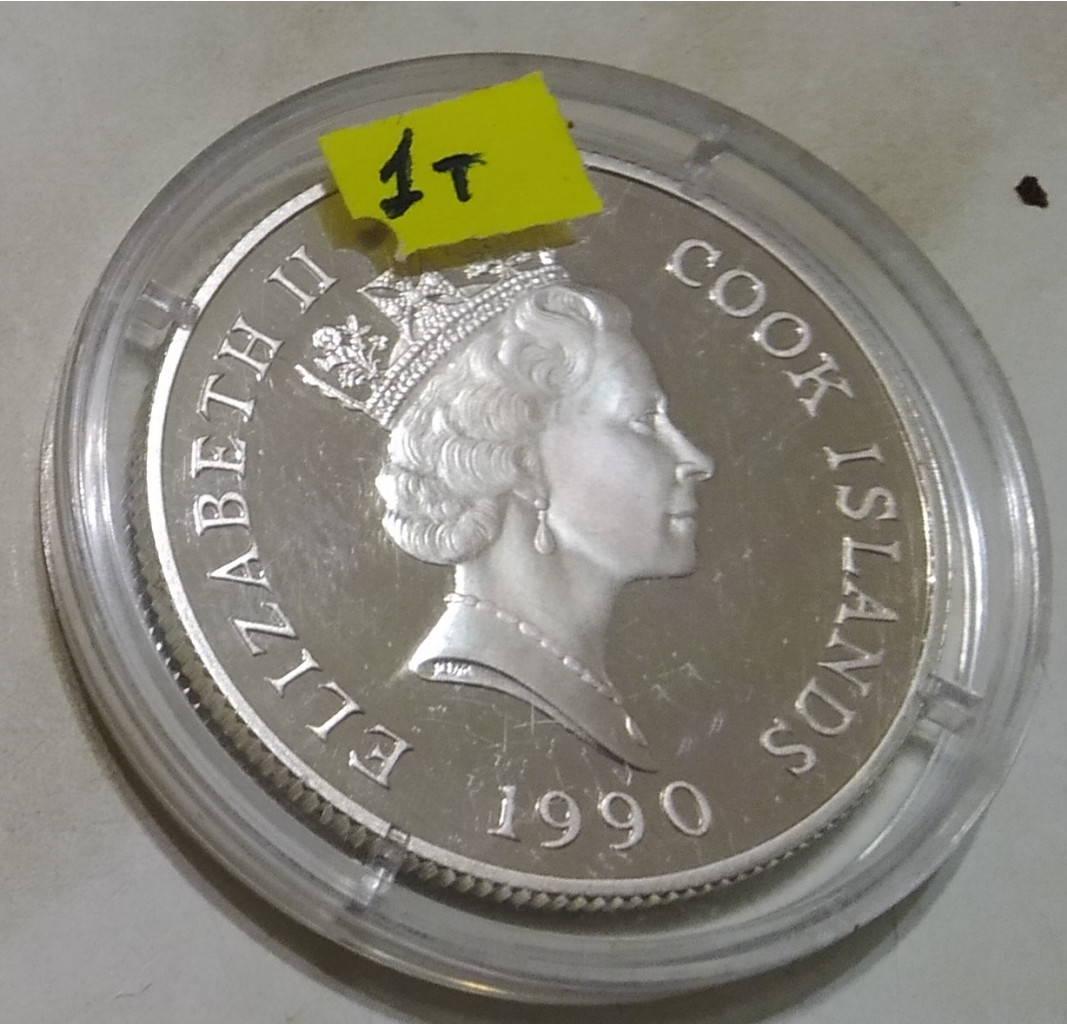 1т
ELIZABETH II
COOK ISLANDS
1990